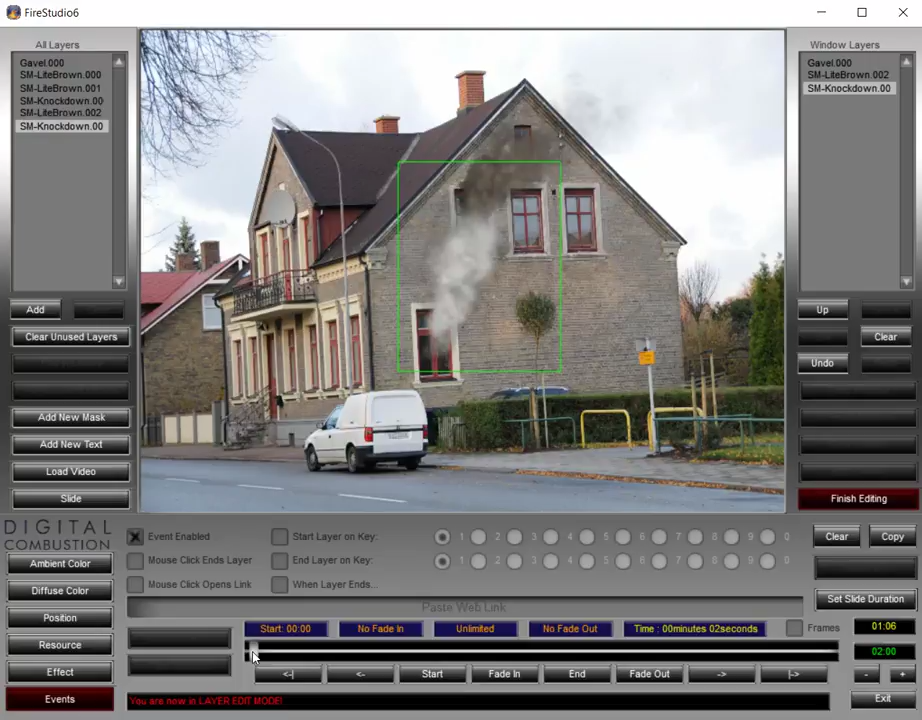 FireStudio6
All Layers
Gavel.000
SM-LiteBrown.000
SM-LiteBrown.001
SM-Knockdown.00
SM-LiteBrown.002
SM-Knockdown.00
Add
Clear Unused Layers
Add New Mask
Add New Text
Load Video
Slide
Window Layers
Gavel.000
SM-LiteBrown.002
SM-Knockdown.00
Up
Clear
Undo
Finish Editing
DIGITAL
COMBUSTION
Ambient Color
Diffuse Color
Position
Resource
Effect
Events
Event Enabled
Start Layer on Key:
1 2 3 4 5 6 7 8 9 0
Mouse Click Ends Layer
End Layer on Key:
1 2 3 4 5 6 7 8 9 0
Mouse Click Opens Link
When Layer Ends...
Paste Web Link
Clear
Copy
Set Slide Duration
Start: 00:00
No Fade In
Unlimited
No Fade Out
Time : 00minutes 02seconds
Frames
01:06
02:00
<-|
<-
Start
Fade In
End
Fade Out
->
|->
-
+
You are now in LAYER EDIT MODE!
Exit